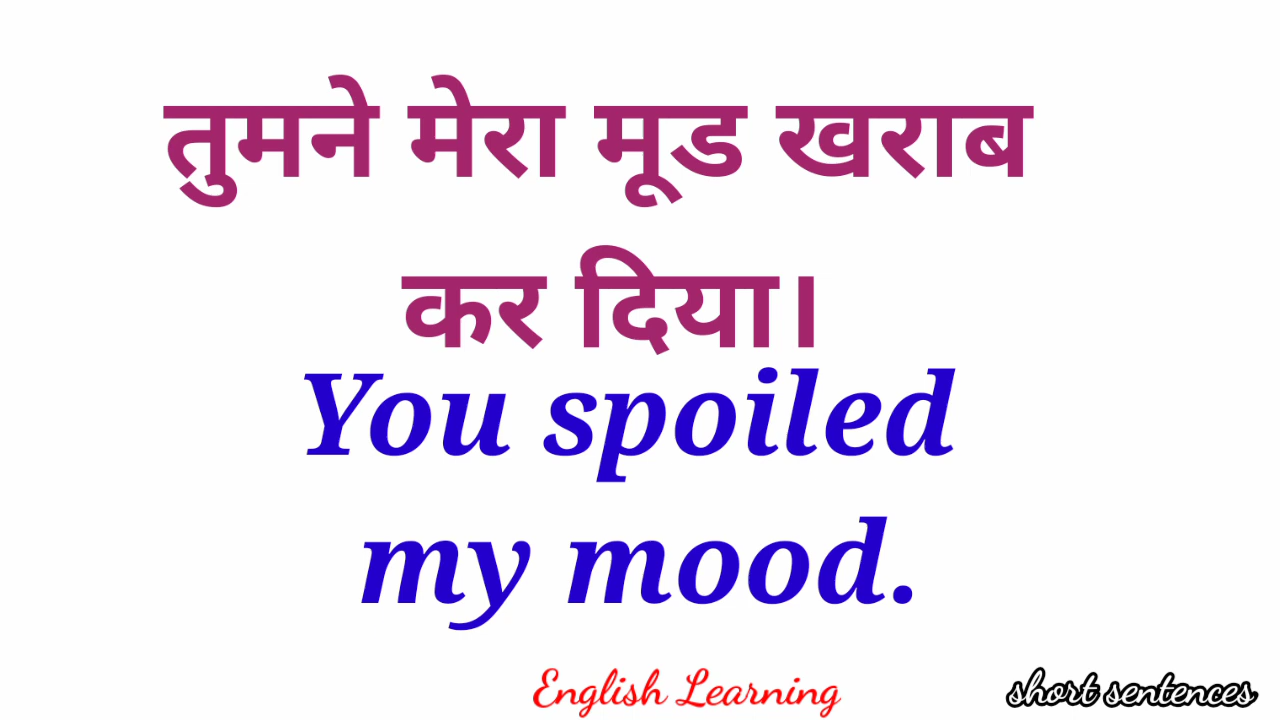 तुमने मेरा मूड खराब
कर दिया।
You spoiled
my mood.
English Learning
short sentences